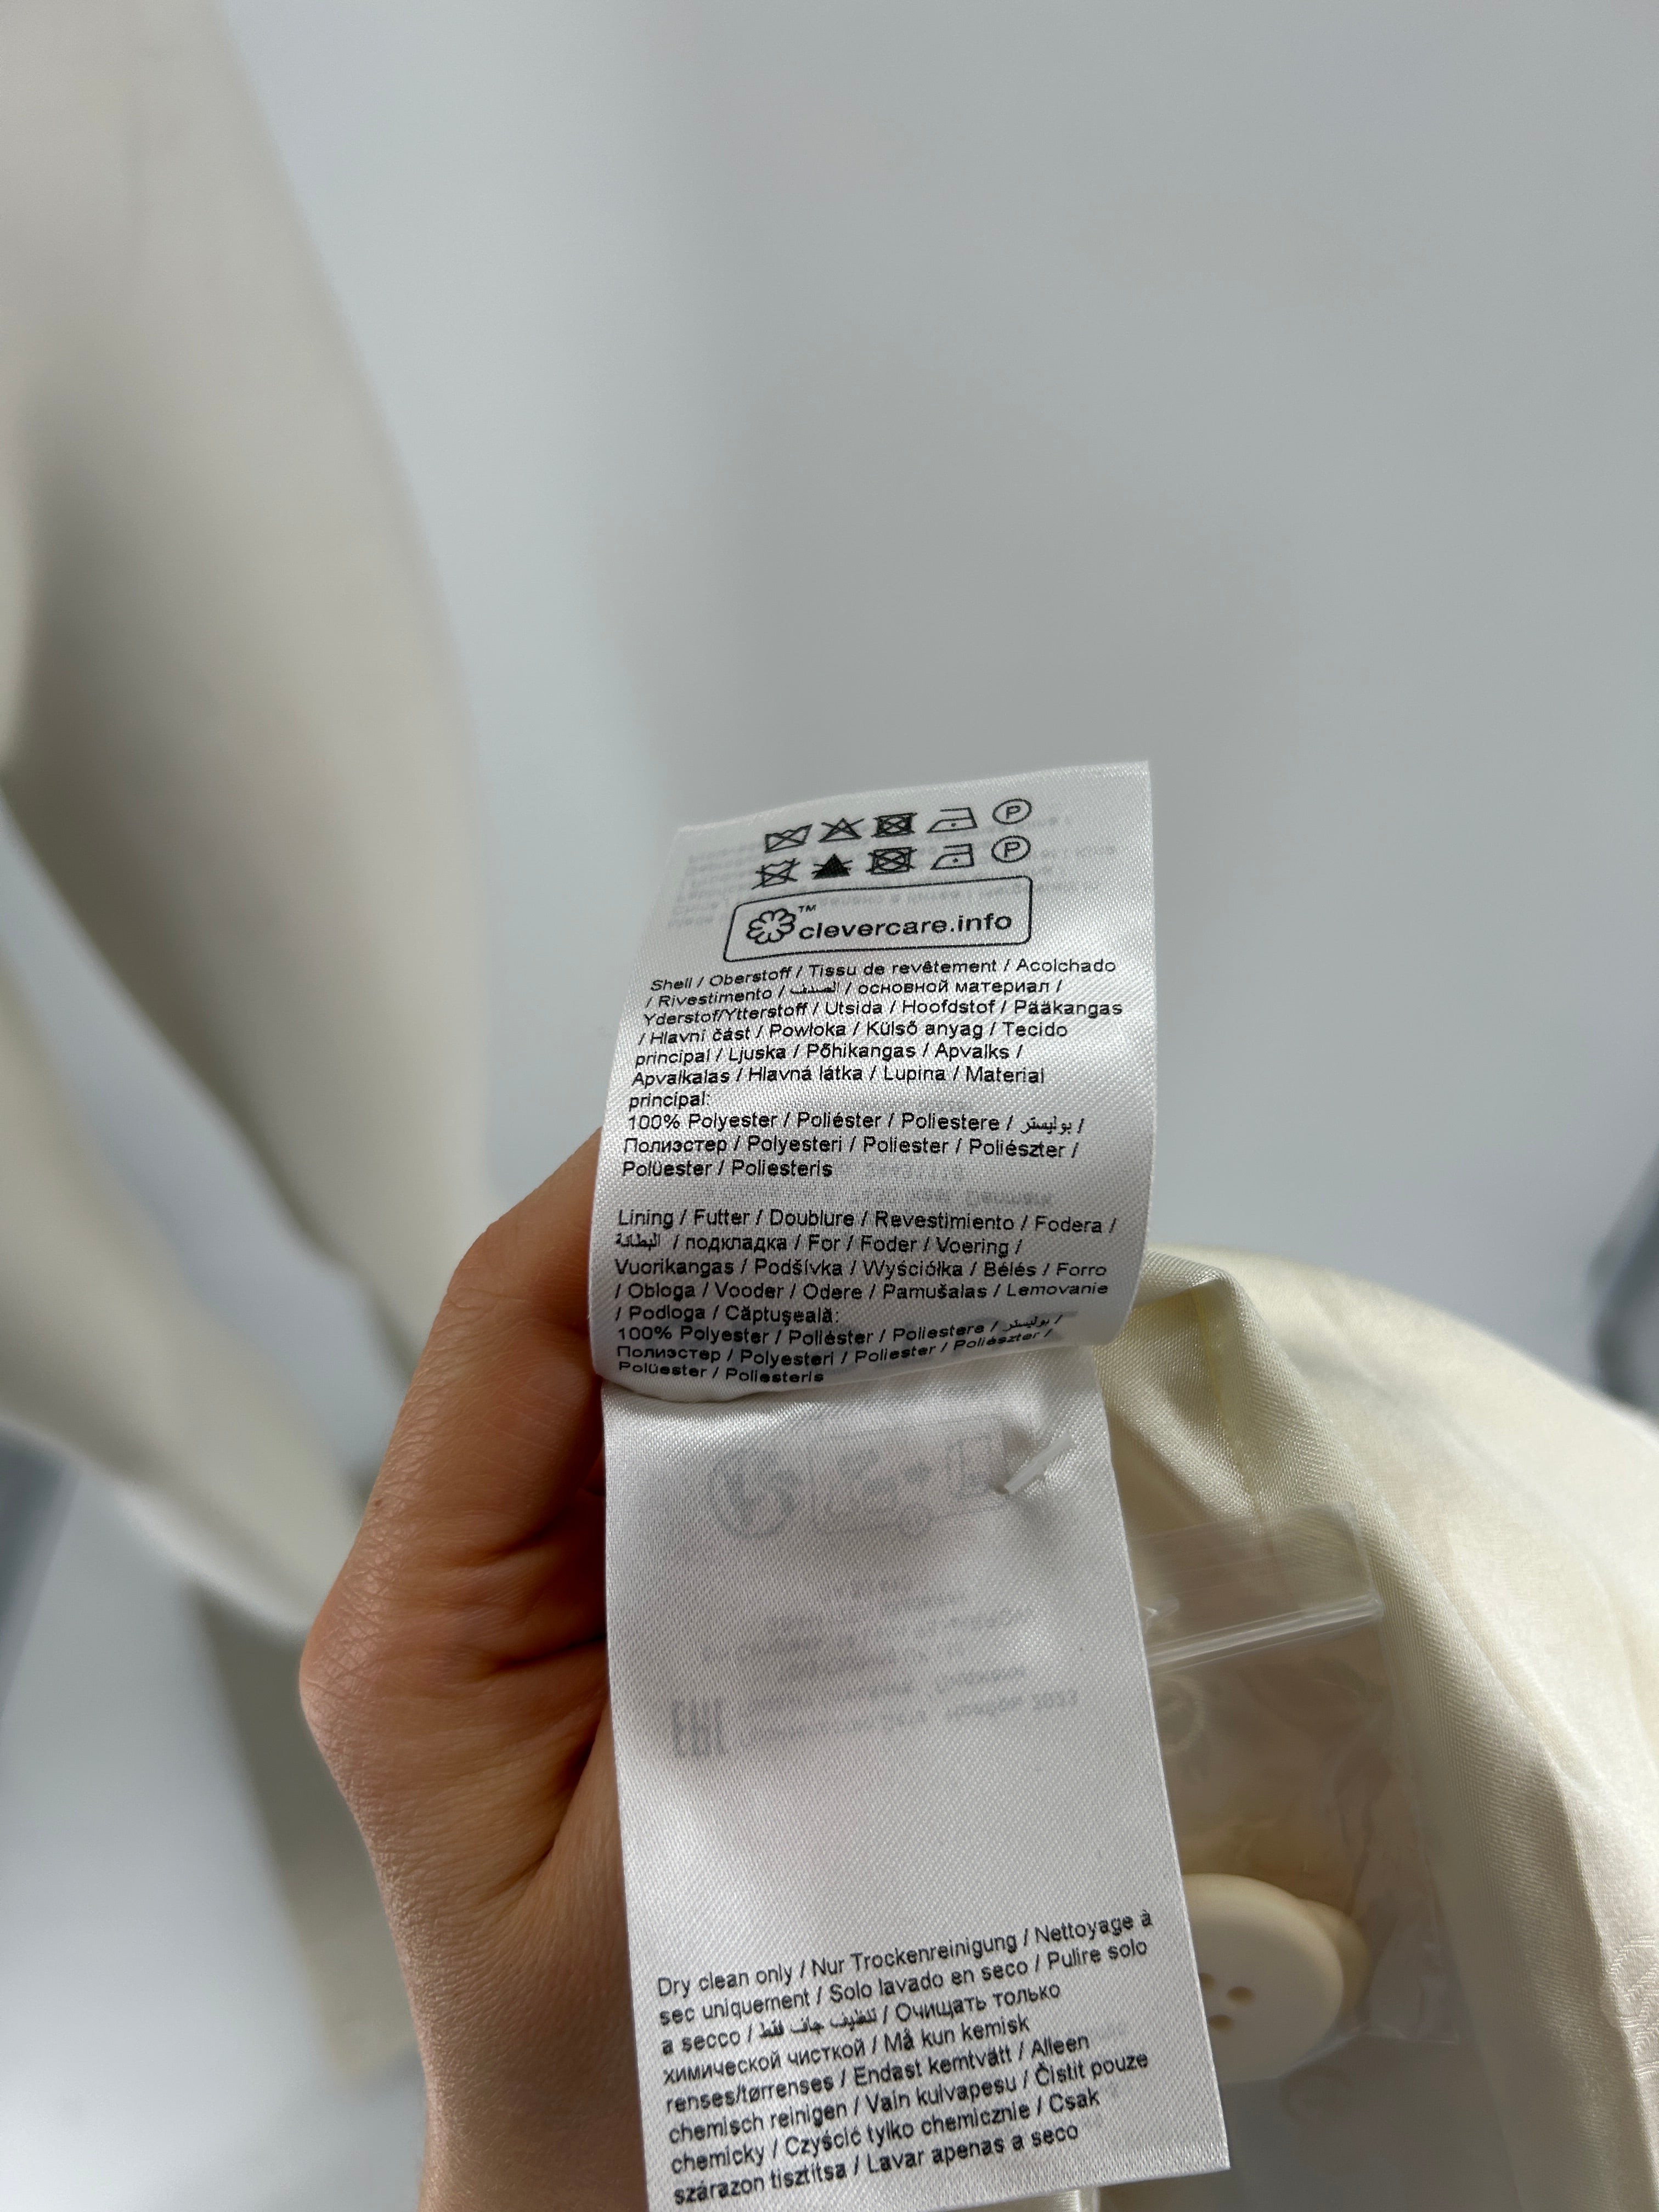 P
P
™ clevercare.info
Shell / Oberstoff / Tissu de revêtement / Acolchado
/ Rivestimento / الصدف / основной материал /
Yderstof/Ytterstoff / Utsida / Hoofdstof / Pääkangas
/ Hlavní část / Powłoka / Külső anyag / Tecido
principal / Ljuska / Põhikangas / Apvalks /
Apvalkalas / Hlavná látka / Lupina / Material
principal:
100% Polyester / Poliéster / Poliestere / بوليستر /
Полиэстер / Polyesteri / Poliester / Poliészter /
Polüester / Poliesteris
Lining / Futter / Doublure / Revestimiento / Fodera /
البطانة / подкладка / For / Foder / Voering /
Vuorikangas / Podšívka / Wyściółka / Bélés / Forro
/ Obloga / Vooder / Odere / Pamušalas / Lemovanie
/ Podloga / Căptuşeală:
100% Polyester / Poliéster / Poliestere / بوليستر /
Полиэстер / Polyesteri / Poliester / Poliészter /
Polüester / Poliesteris
Dry clean only / Nur Trockenreinigung / Nettoyage à
sec uniquement / Solo lavado en seco / Pulire solo
a secco / تنظيف جاف فقط / Очищать только
химической чисткой / Må kun kemisk
renses/tørrenses / Endast kemtvätt / Alleen
chemisch reinigen / Vain kuivapesu / Čistit pouze
chemicky / Czyścić tylko chemicznie / Csak
szárazon tisztítsa / Lavar apenas a seco